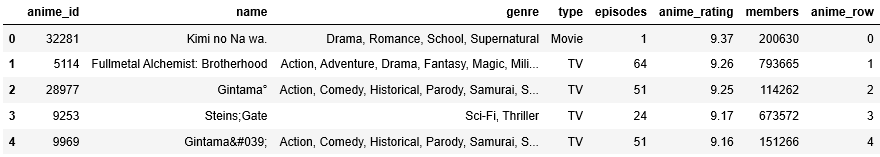 anime_id name genre type episodes anime_rating members anime_row
0 32281 Kimi no Na wa. Drama, Romance, School, Supernatural Movie 1 9.37 200630 0
1 5114 Fullmetal Alchemist: Brotherhood Action, Adventure, Drama, Fantasy, Magic, Mili... TV 64 9.26 793665 1
2 28977 Gintama° Action, Comedy, Historical, Parody, Samurai, S... TV 51 9.25 114262 2
3 9253 Steins;Gate Sci-Fi, Thriller TV 24 9.17 673572 3
4 9969 Gintama&#039; Action, Comedy, Historical, Parody, Samurai, S... TV 51 9.16 151266 4